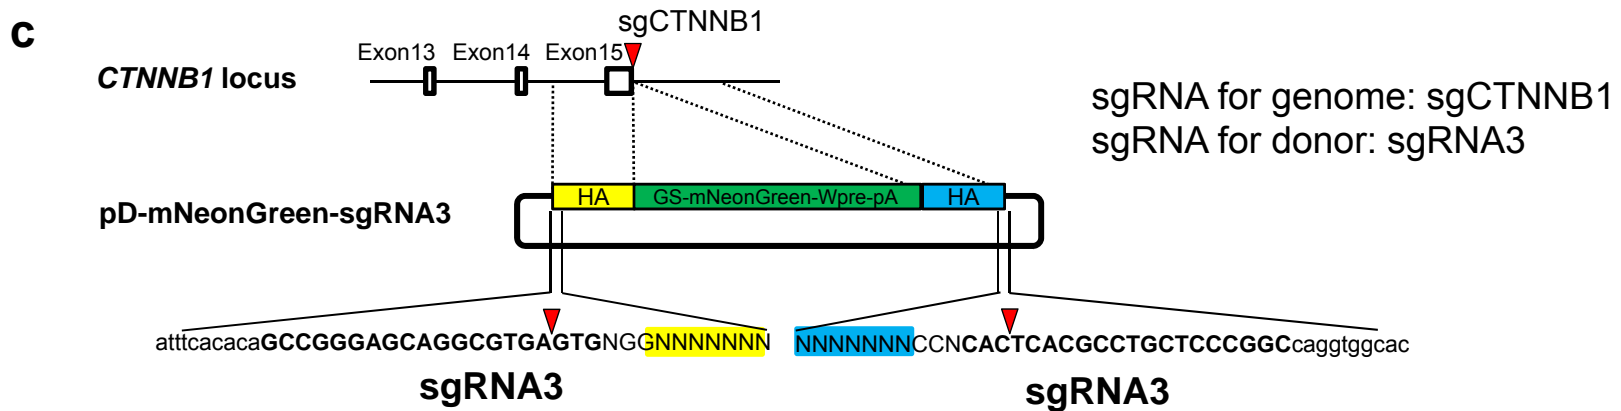 c
sgCTNNB1
Exon13 Exon14 Exon15
CTNNB1 locus
sgRNA for genome: sgCTNNB1
sgRNA for donor: sgRNA3
HA GS-mNeonGreen-Wpre-pA HA
pD-mNeonGreen-sgRNA3
atttcacacaGCCGGGAGCAGGCGTGAGTGNGGNNNNNNN NNNNNNNCCNCACTCACGCCTGCTCCCGGCcaggtggcac
sgRNA3 sgRNA3